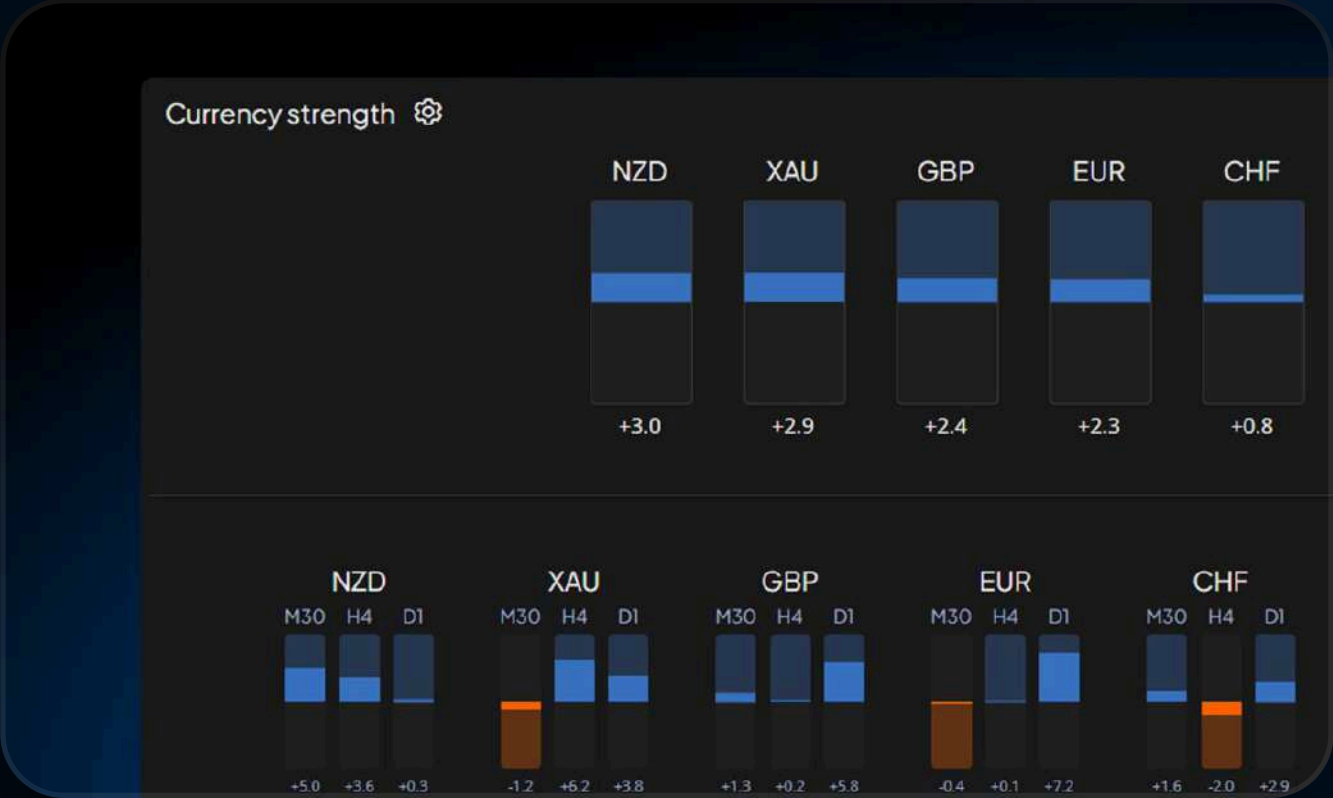 Currency strength
NZD XAU GBP EUR CHF
+3.0 +2.9 +2.4 +2.3 +0.8
NZD XAU GBP EUR CHF
M30 H4 D1 M30 H4 D1 M30 H4 D1 M30 H4 D1 M30 H4 D1
+5.0 +3.6 +0.3 -1.2 +6.2 +3.8 +1.3 +0.2 +5.8 -0.4 +0.1 +7.2 +1.6 -2.0 +2.9